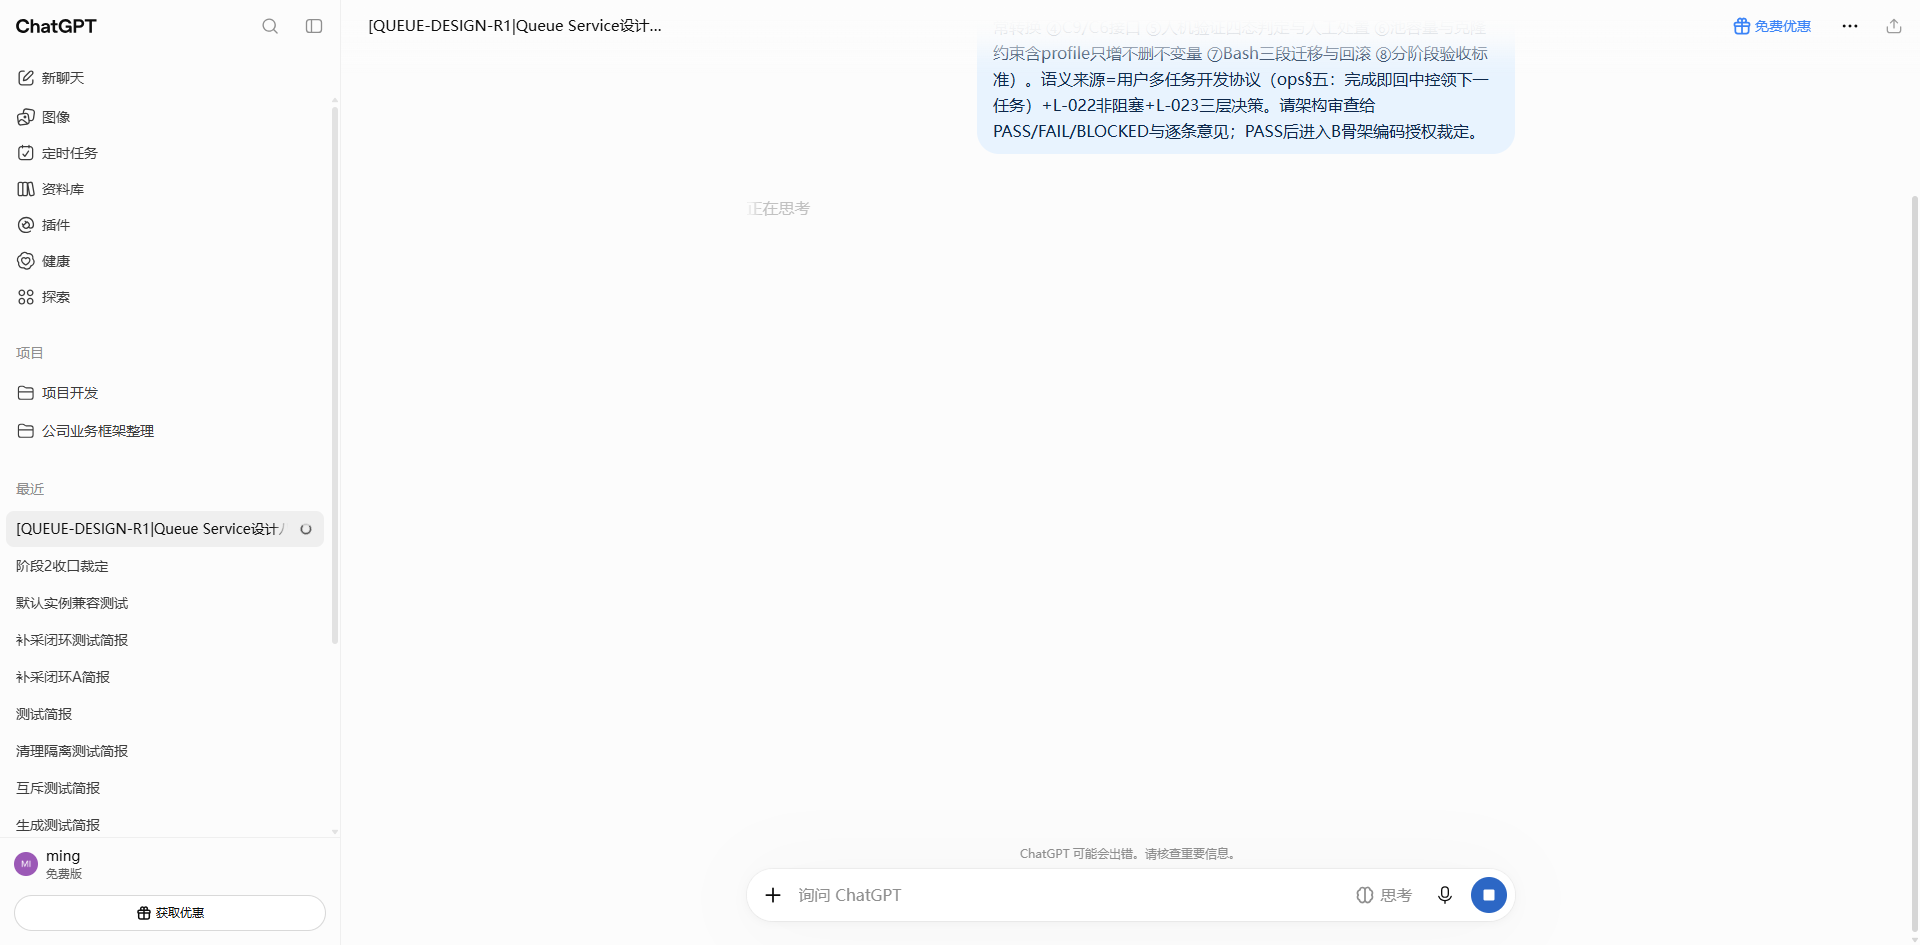 ChatGPT
新聊天
图像
定时任务
资料库
插件
健康
探索
项目
项目开发
公司业务框架整理
最近
[QUEUE-DESIGN-R1|Queue Service设计
阶段2收口裁定
默认实例兼容测试
补采闭环测试简报
补采闭环A简报
测试简报
清理隔离测试简报
互斥测试简报
生成测试简报
MI
ming
免费版
获取优惠
[QUEUE-DESIGN-R1|Queue Service设计...
免费优惠
约束含profile只增不删不变量 ⑦Bash三段迁移与回滚 ⑧分阶段验收标
准）。语义来源=用户多任务开发协议（ops§五：完成即回中控领下一
任务）+L-022非阻塞+L-023三层决策。请架构审查给
PASS/FAIL/BLOCKED与逐条意见；PASS后进入B骨架编码授权裁定。
正在思考
ChatGPT 可能会出错。请核查重要信息。
询问 ChatGPT
思考